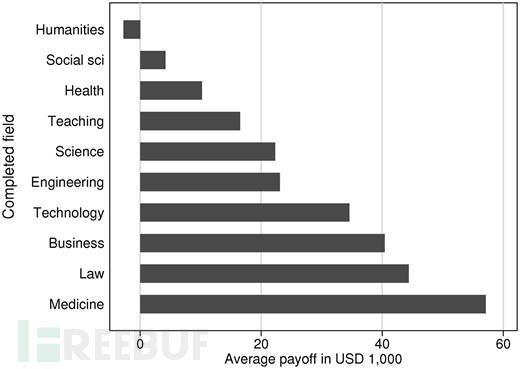 Completed field
Humanities
Social sci
Health
Teaching
Science
Engineering
Technology
Business
Law
Medicine
0 20 40 60
Average payoff in USD 1,000
FREEBUF